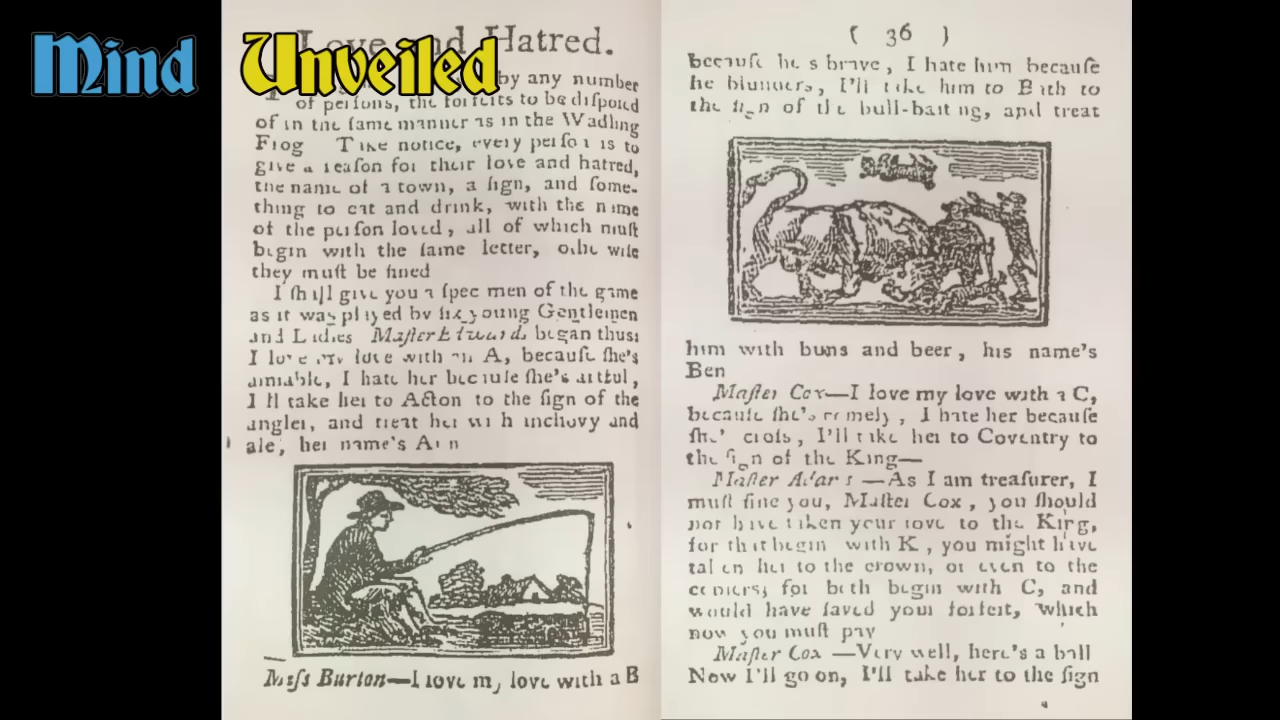 Mind Unveiled
Love and Hatred.
by any number
of persons, the forfeits to be disposed
of in the same manner as in the Wadling
Frog Take notice, every person is to
give a reason for their love and hatred,
the name of a town, a sign, and some-
thing to eat and drink, with the name
of the person loved, all of which must
begin with the same letter, otherwise
they must be fined
I shall give you a specimen of the game
as it was played by six young Gentlemen
and Ladies Master Edwards began thus:
I love my love with an A, because she's
amiable, I hate her because she's artful,
I'll take her to Acton to the sign of the
angler, and treat her with anchovy and
ale, her name's Ann
Miss Burton—I love my love with a B
( 36 )
because he's brave, I hate him because
he blunders, I'll take him to Bath to
the sign of the bull-baiting, and treat
him with buns and beer, his name's
Ben
Master Cox—I love my love with a C,
because she's comely, I hate her because
she's cross, I'll take her to Coventry to
the sign of the King—
Master Adams—As I am treasurer, I
must fine you, Master Cox, you should
not have taken your love to the King,
for that begins with K, you might have
taken her to the crown, or even to the
for both begin with C, and
would have saved your forfeit, which
now you must pay
Master Cox—Very well, here's a ball
Now I'll go on, I'll take her to the sign